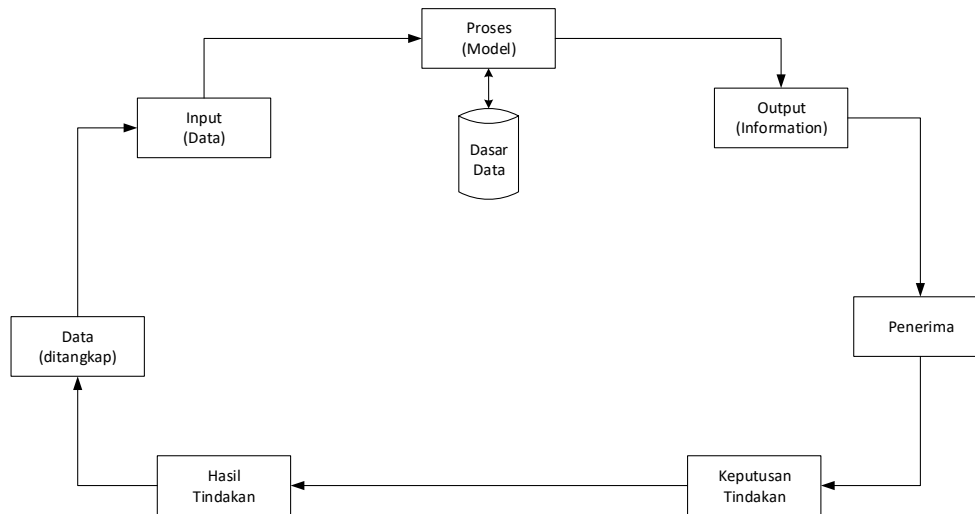 Proses
(Model)
Input
(Data)
Output
(Information)
Dasar
Data
Penerima
Data
(ditangkap)
Hasil
Tindakan
Keputusan
Tindakan